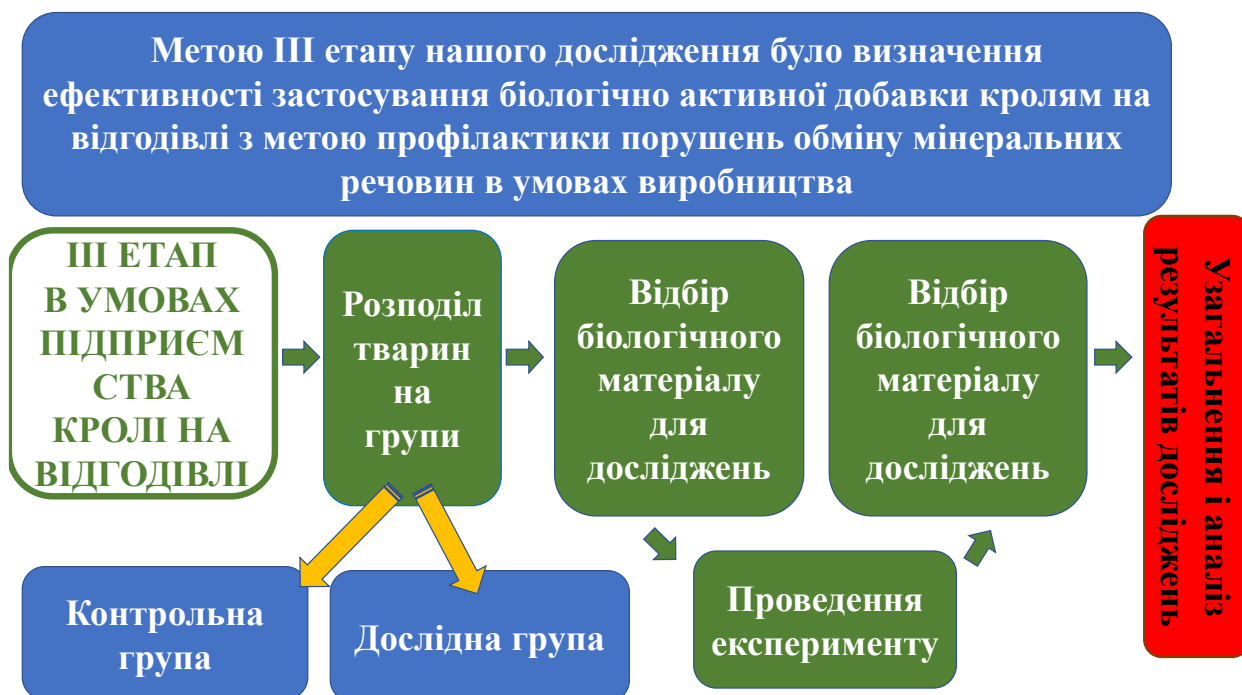 Метою ІІІ етапу нашого дослідження було визначення
ефективності застосування біологічно активної добавки кролям на
відгодівлі з метою профілактики порушень обміну мінеральних
речовин в умовах виробництва
ІІІ ЕТАП
В УМОВАХ
ПІДПРИЄМ
СТВА
КРОЛІ НА
ВІДГОДІВЛІ
Розподіл
тварин
на
групи
Відбір
біологічного
матеріалу
для
досліджень
Відбір
біологічного
матеріалу
для
досліджень
Узагальнення і аналіз
результатів досліджень
Контрольна
група
Дослідна група
Проведення
експерименту